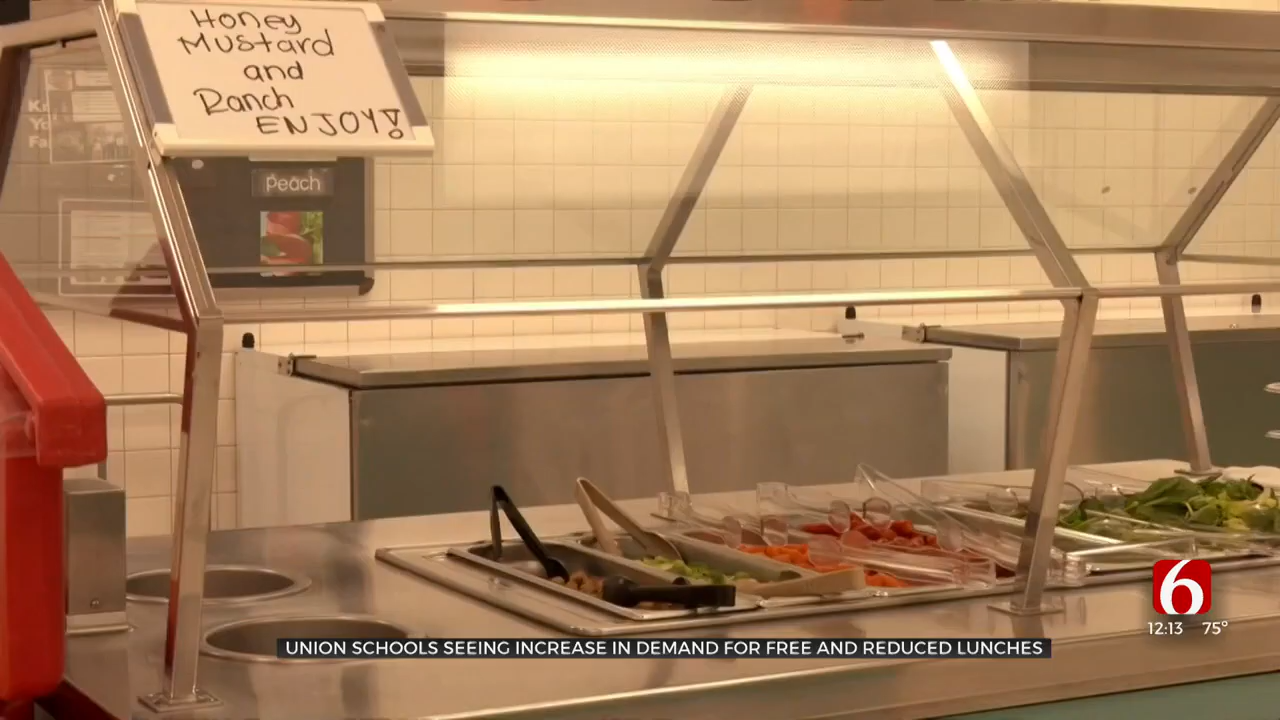 Honey
Mustard
and
Ranch
ENJOY!
Peach
6
12:13 75°
UNION SCHOOLS SEEING INCREASE IN DEMAND FOR FREE AND REDUCED LUNCHES